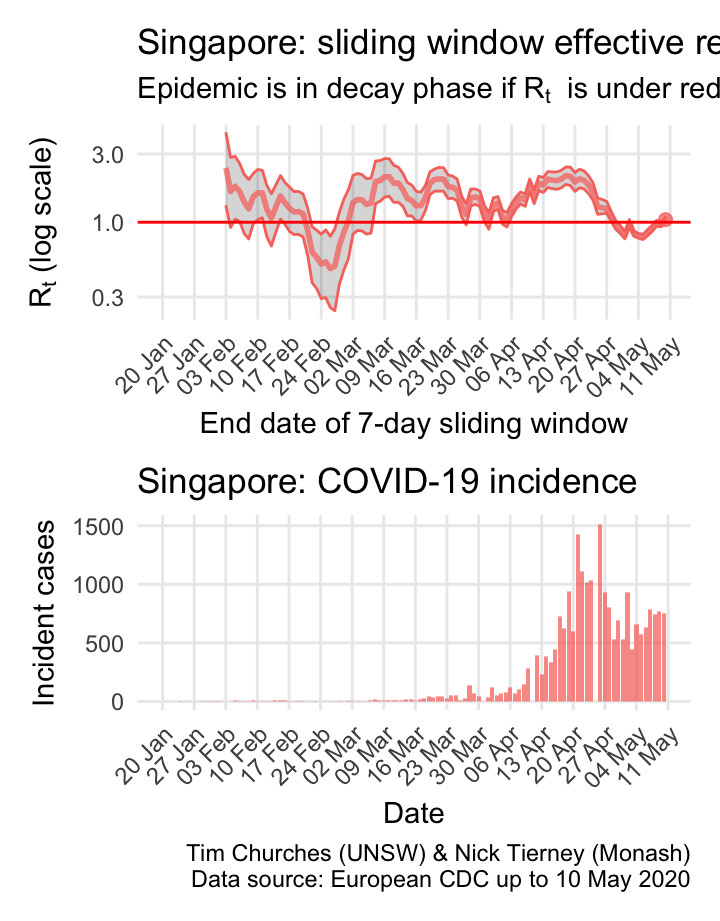 Singapore: sliding window effective re
Epidemic is in decay phase if Rt is under red
Rt (log scale)
3.0
1.0
0.3
20 Jan
27 Jan
03 Feb
10 Feb
17 Feb
24 Feb
02 Mar
09 Mar
16 Mar
23 Mar
30 Mar
06 Apr
13 Apr
20 Apr
27 Apr
04 May
11 May
End date of 7-day sliding window
Singapore: COVID-19 incidence
Incident cases
1500
1000
500
0
20 Jan
27 Jan
03 Feb
10 Feb
17 Feb
24 Feb
02 Mar
09 Mar
16 Mar
23 Mar
30 Mar
06 Apr
13 Apr
20 Apr
27 Apr
04 May
11 May
Date
Tim Churches (UNSW) & Nick Tierney (Monash)
Data source: European CDC up to 10 May 2020